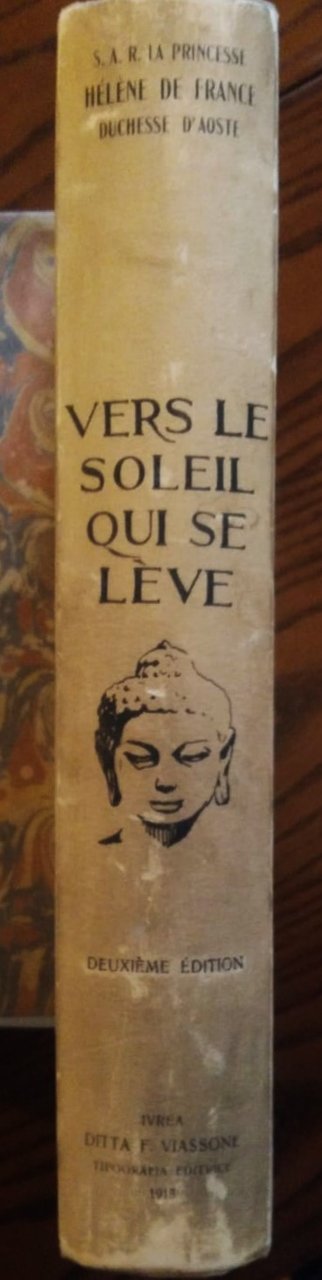 S. A. R. LA PRINCESSE
HÉLÈNE DE FRANCE
DUCHESSE D'AOSTE
VERS LE
SOLEIL
QUI SE
LÈVE
DEUXIÈME ÉDITION
IVREA
DITTA F. VIASSONE
TIPOGRAFIA EDITRICE
1918